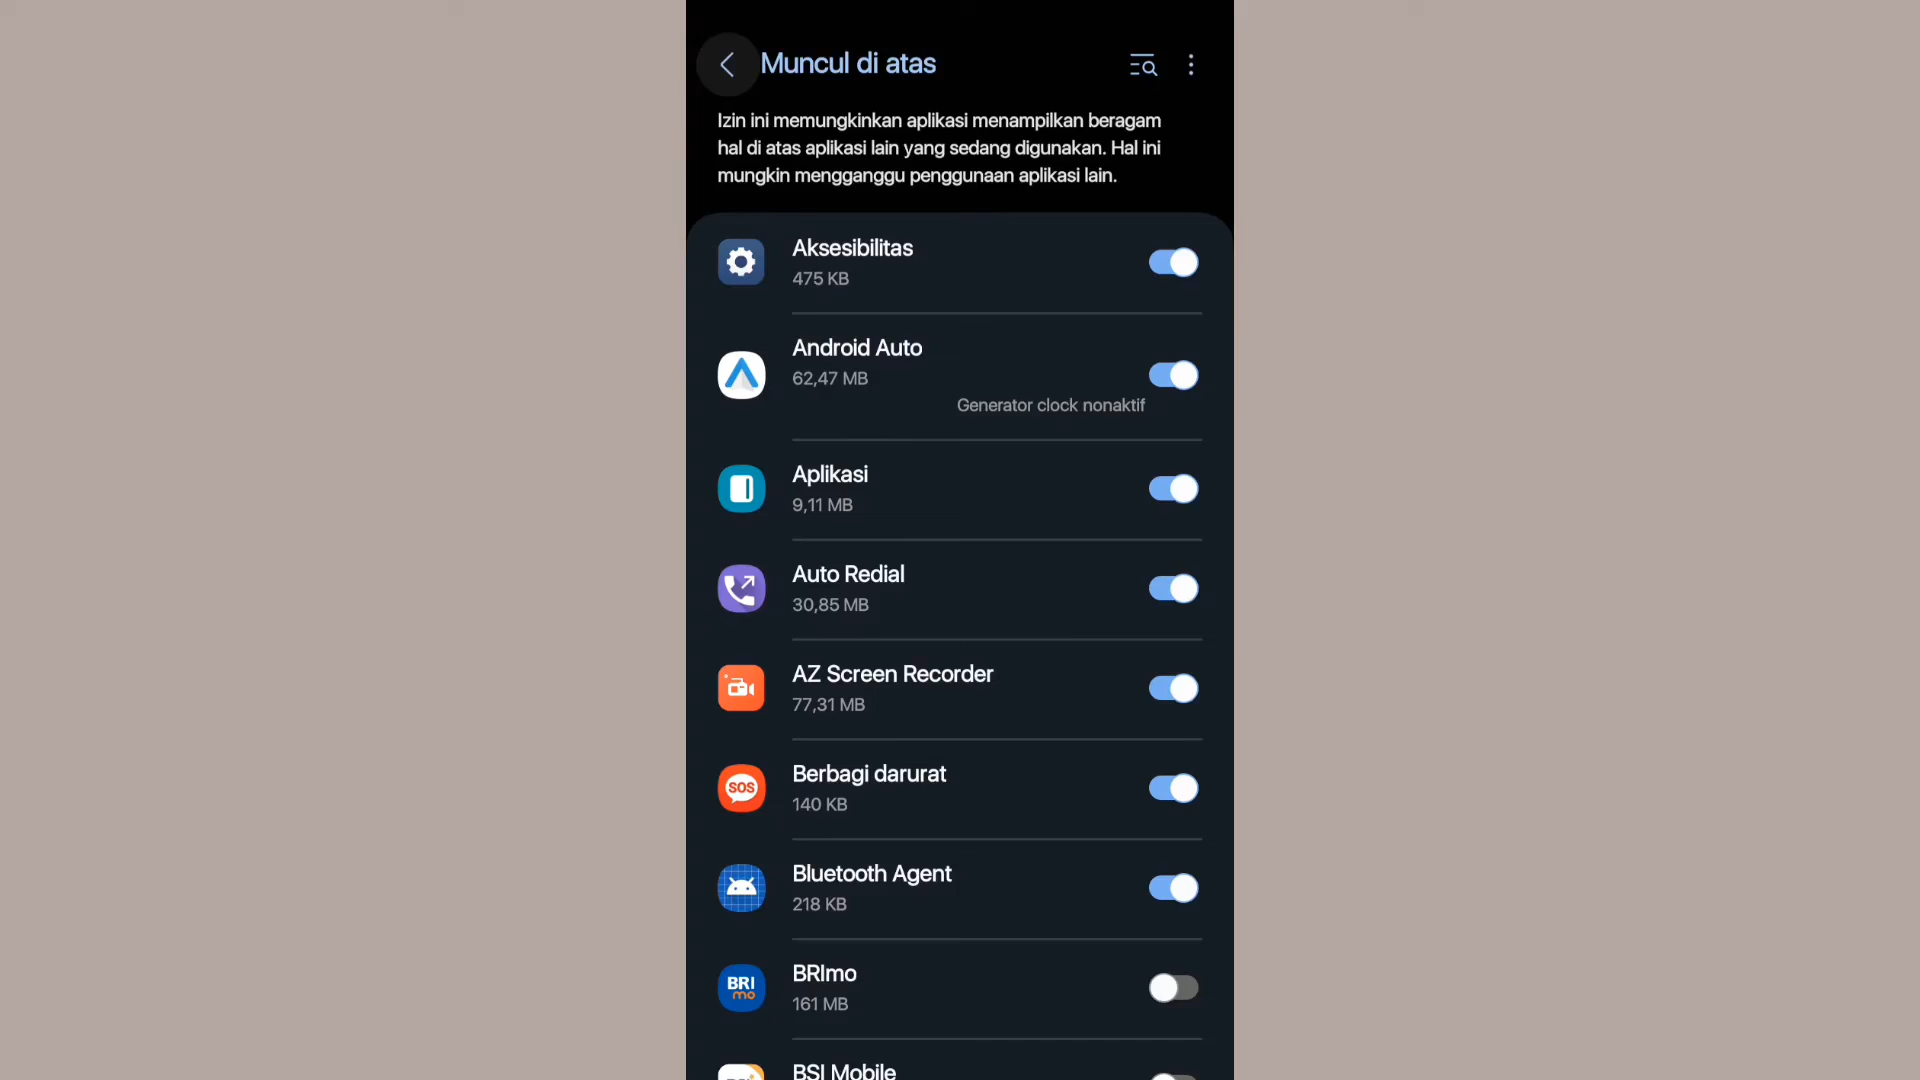 Muncul di atas
Izin ini memungkinkan aplikasi menampilkan beragam
hal di atas aplikasi lain yang sedang digunakan. Hal ini
mungkin mengganggu penggunaan aplikasi lain.
Aksesibilitas
475 KB
Android Auto
62,47 MB
Generator clock nonaktif
Aplikasi
9,11 MB
Auto Redial
30,85 MB
AZ Screen Recorder
77,31 MB
SOS
Berbagi darurat
140 KB
Bluetooth Agent
218 KB
BRI
mo
BRImo
161 MB
BSI Mobile